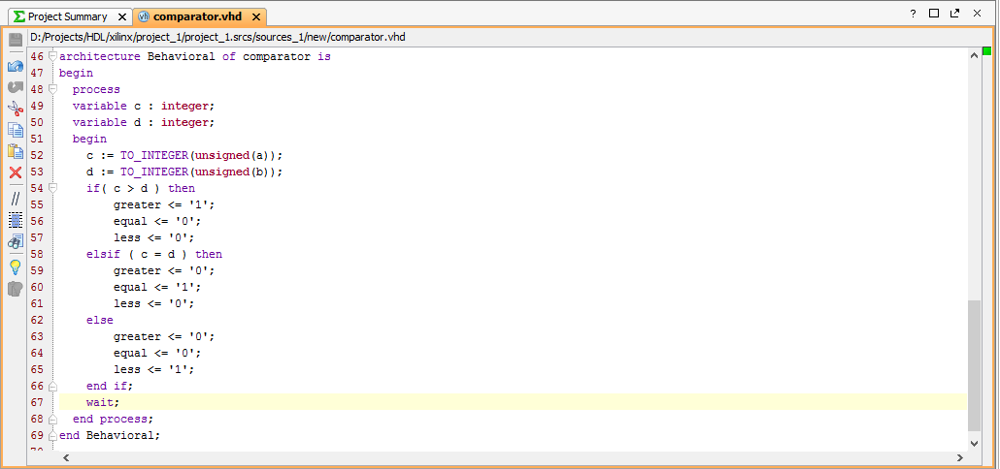 Project Summary × comparator.vhd ×
D:/Projects/HDL/xilinx/project_1/project_1.srcs/sources_1/new/comparator.vhd
46 architecture Behavioral of comparator is
47 begin
48 process
49 variable c : integer;
50 variable d : integer;
51 begin
52 c := TO_INTEGER(unsigned(a));
53 d := TO_INTEGER(unsigned(b));
54 if( c > d ) then
55 greater <= '1';
56 equal <= '0';
57 less <= '0';
58 elsif ( c = d ) then
59 greater <= '0';
60 equal <= '1';
61 less <= '0';
62 else
63 greater <= '0';
64 equal <= '0';
65 less <= '1';
66 end if;
67 wait;
68 end process;
69 end Behavioral;